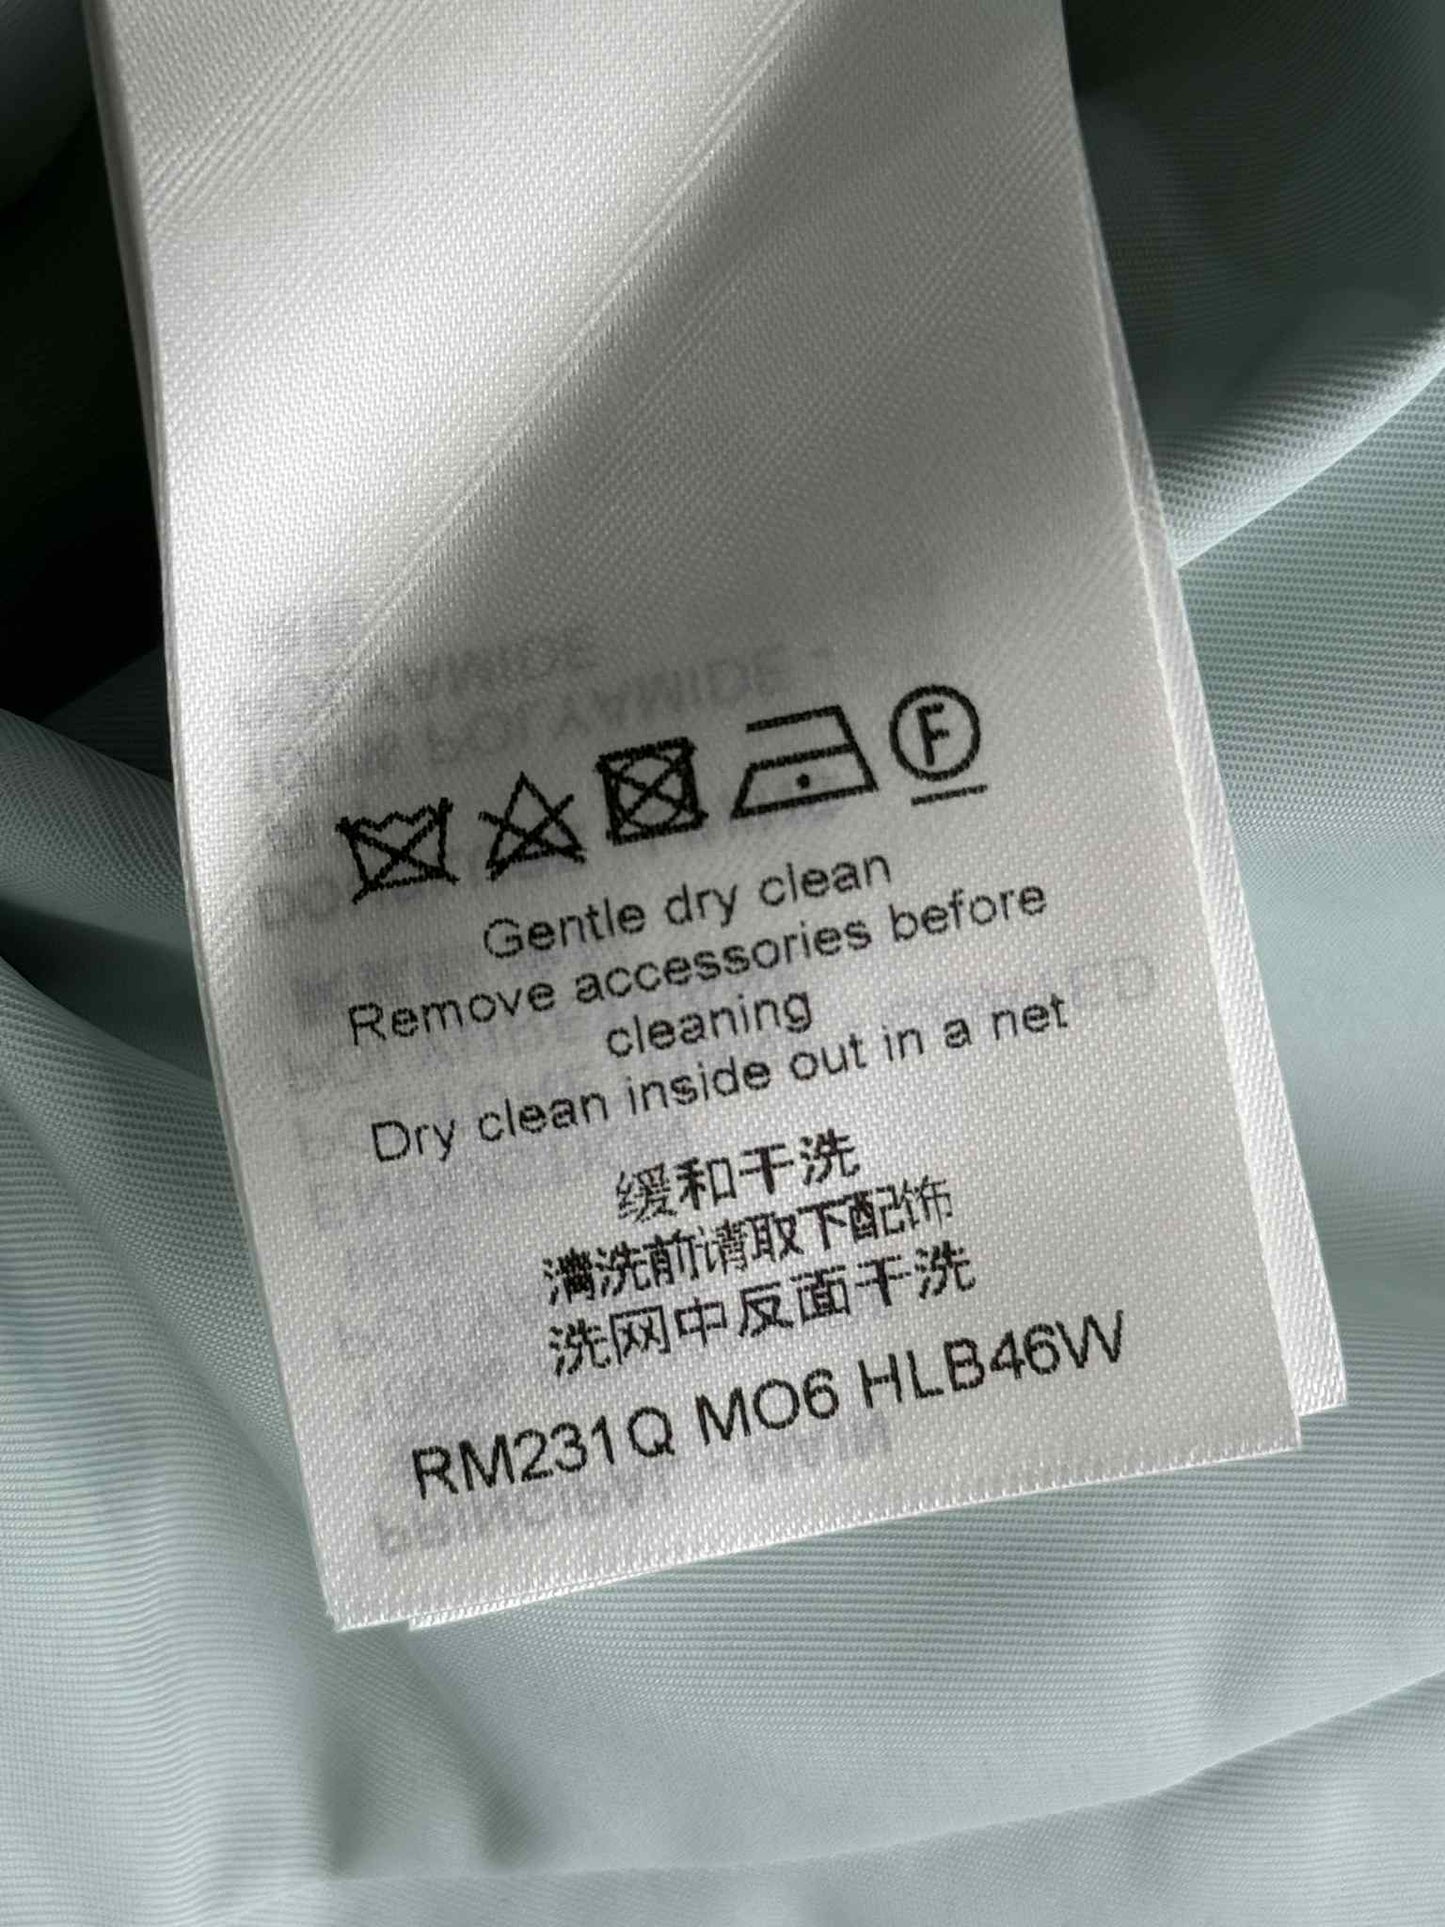 F
Gentle dry clean
Remove accessories before
cleaning
Dry clean inside out in a net
缓和干洗
清洗前请取下配饰
洗网中反面干洗
RM231Q MO6 HLB46W